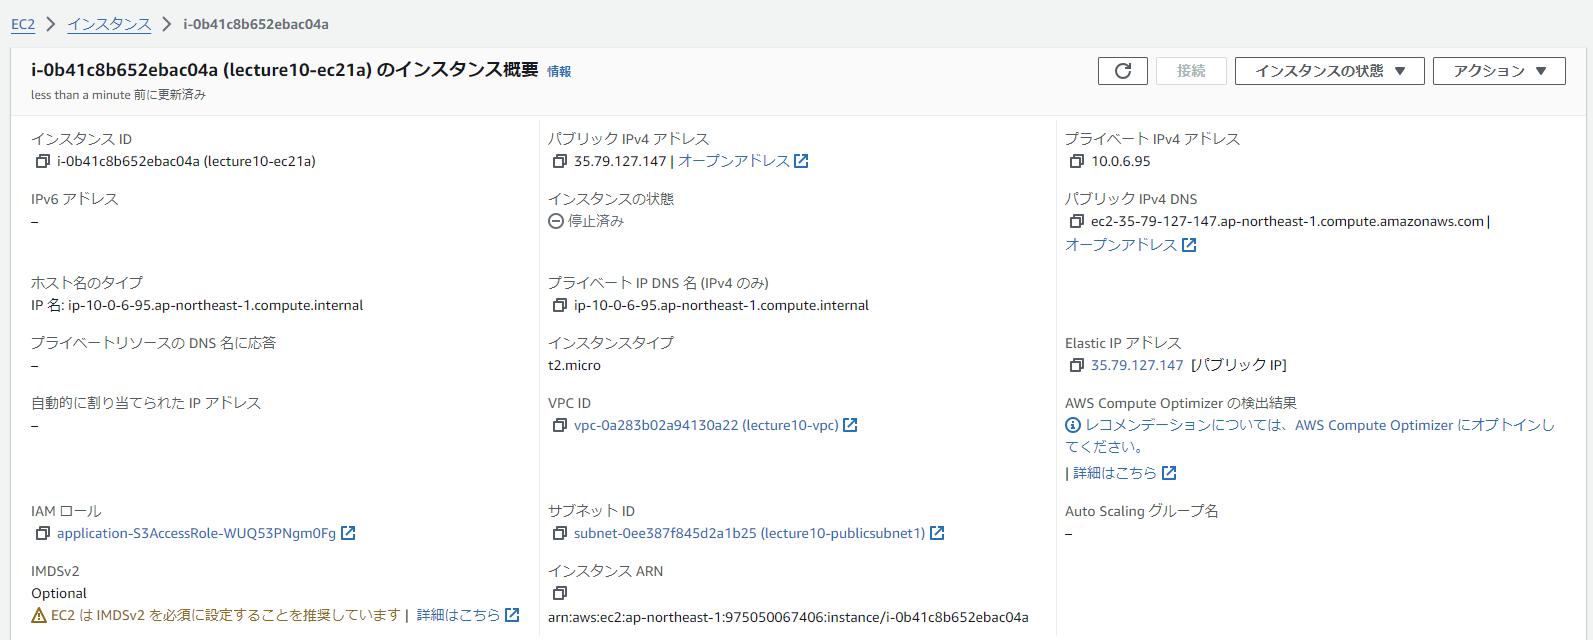 EC2 > インスタンス > i-0b41c8b652ebac04a
i-0b41c8b652ebac04a (lecture10-ec21a) のインスタンス概要 情報
less than a minute 前に更新済み
接続
インスタンスの状態 ▼
アクション ▼
インスタンス ID
i-0b41c8b652ebac04a (lecture10-ec21a)
パブリック IPv4 アドレス
35.79.127.147 | オープンアドレス
プライベート IPv4 アドレス
10.0.6.95
IPv6 アドレス
–
インスタンスの状態
停止済み
パブリック IPv4 DNS
ec2-35-79-127-147.ap-northeast-1.compute.amazonaws.com |
オープンアドレス
ホスト名のタイプ
IP 名: ip-10-0-6-95.ap-northeast-1.compute.internal
プライベート IP DNS 名 (IPv4 のみ)
ip-10-0-6-95.ap-northeast-1.compute.internal
プライベートリソースの DNS 名に応答
–
インスタンスタイプ
t2.micro
Elastic IP アドレス
35.79.127.147 [パブリック IP]
自動的に割り当てられた IP アドレス
–
VPC ID
vpc-0a283b02a94130a22 (lecture10-vpc)
AWS Compute Optimizer の検出結果
レコメンデーションについては、AWS Compute Optimizer にオプトインし
てください。
| 詳細はこちら
IAM ロール
application-S3AccessRole-WUQ53PNgm0Fg
サブネット ID
subnet-0ee387f845d2a1b25 (lecture10-publicsubnet1)
Auto Scaling グループ名
–
IMDSv2
Optional
EC2 は IMDSv2 を必須に設定することを推奨しています | 詳細はこちら
インスタンス ARN
arn:aws:ec2:ap-northeast-1:975050067406:instance/i-0b41c8b652ebac04a